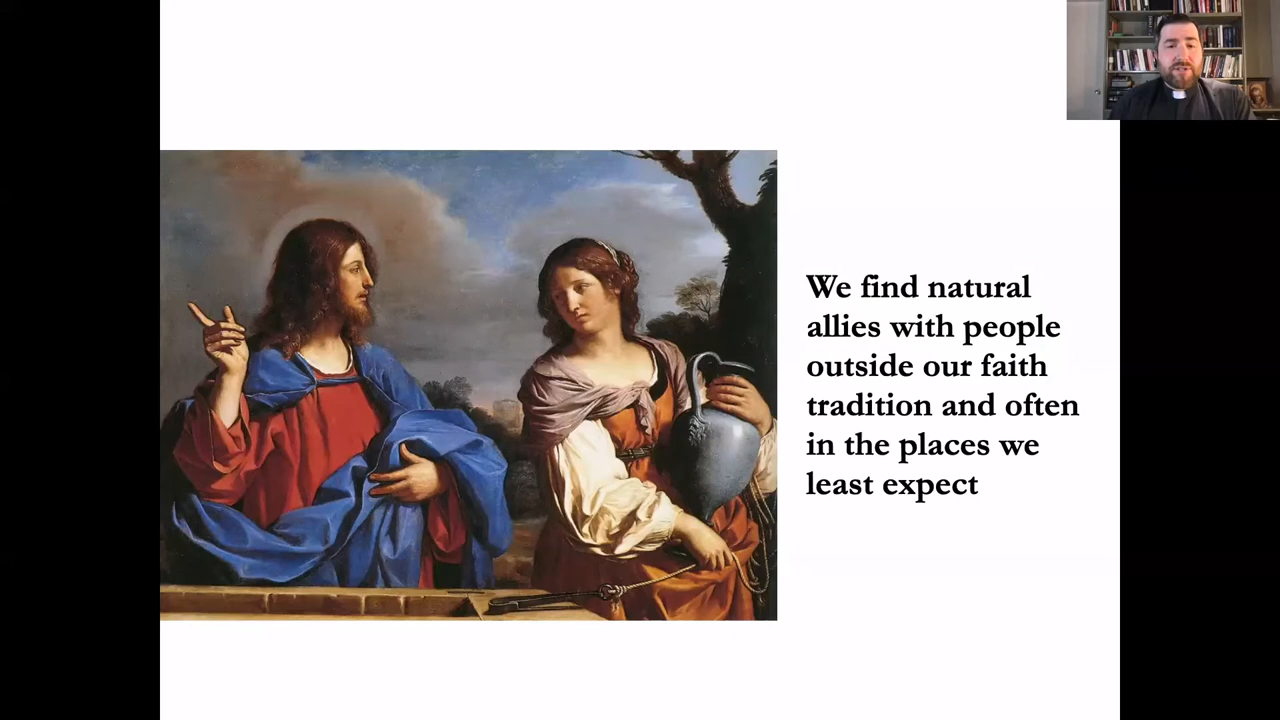 We find natural
allies with people
outside our faith
tradition and often
in the places we
least expect